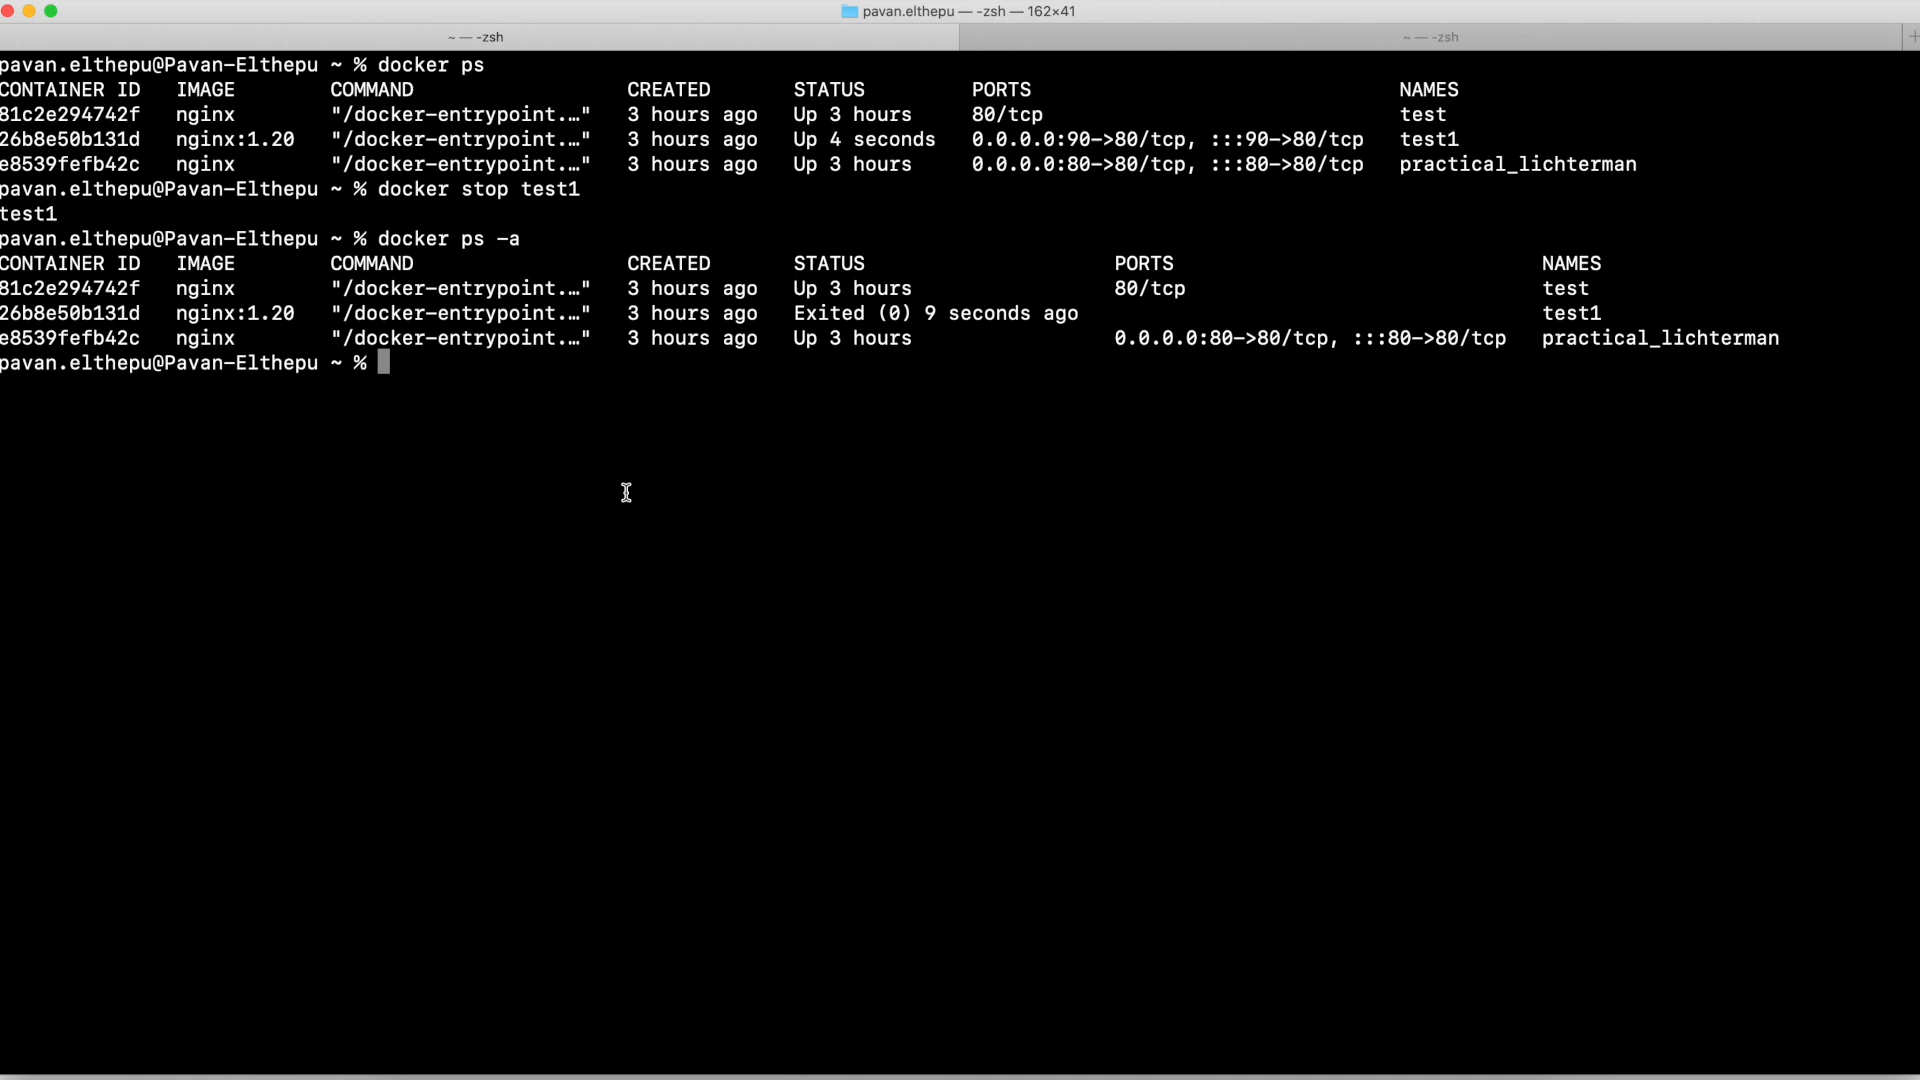 pavan.elthepu — -zsh — 162×41
~ — -zsh
~ — -zsh
pavan.elthepu@Pavan-Elthepu ~ % docker ps
CONTAINER ID   IMAGE        COMMAND                  CREATED       STATUS         PORTS                               NAMES
81c2e294742f   nginx        "/docker-entrypoint.…"   3 hours ago   Up 3 hours     80/tcp                              test
26b8e50b131d   nginx:1.20   "/docker-entrypoint.…"   3 hours ago   Up 4 seconds   0.0.0.0:90->80/tcp, :::90->80/tcp   test1
e8539fefb42c   nginx        "/docker-entrypoint.…"   3 hours ago   Up 3 hours     0.0.0.0:80->80/tcp, :::80->80/tcp   practical_lichterman
pavan.elthepu@Pavan-Elthepu ~ % docker stop test1
test1
pavan.elthepu@Pavan-Elthepu ~ % docker ps -a
CONTAINER ID   IMAGE        COMMAND                  CREATED       STATUS                     PORTS                               NAMES
81c2e294742f   nginx        "/docker-entrypoint.…"   3 hours ago   Up 3 hours                 80/tcp                              test
26b8e50b131d   nginx:1.20   "/docker-entrypoint.…"   3 hours ago   Exited (0) 9 seconds ago                                       test1
e8539fefb42c   nginx        "/docker-entrypoint.…"   3 hours ago   Up 3 hours                 0.0.0.0:80->80/tcp, :::80->80/tcp   practical_lichterman
pavan.elthepu@Pavan-Elthepu ~ %